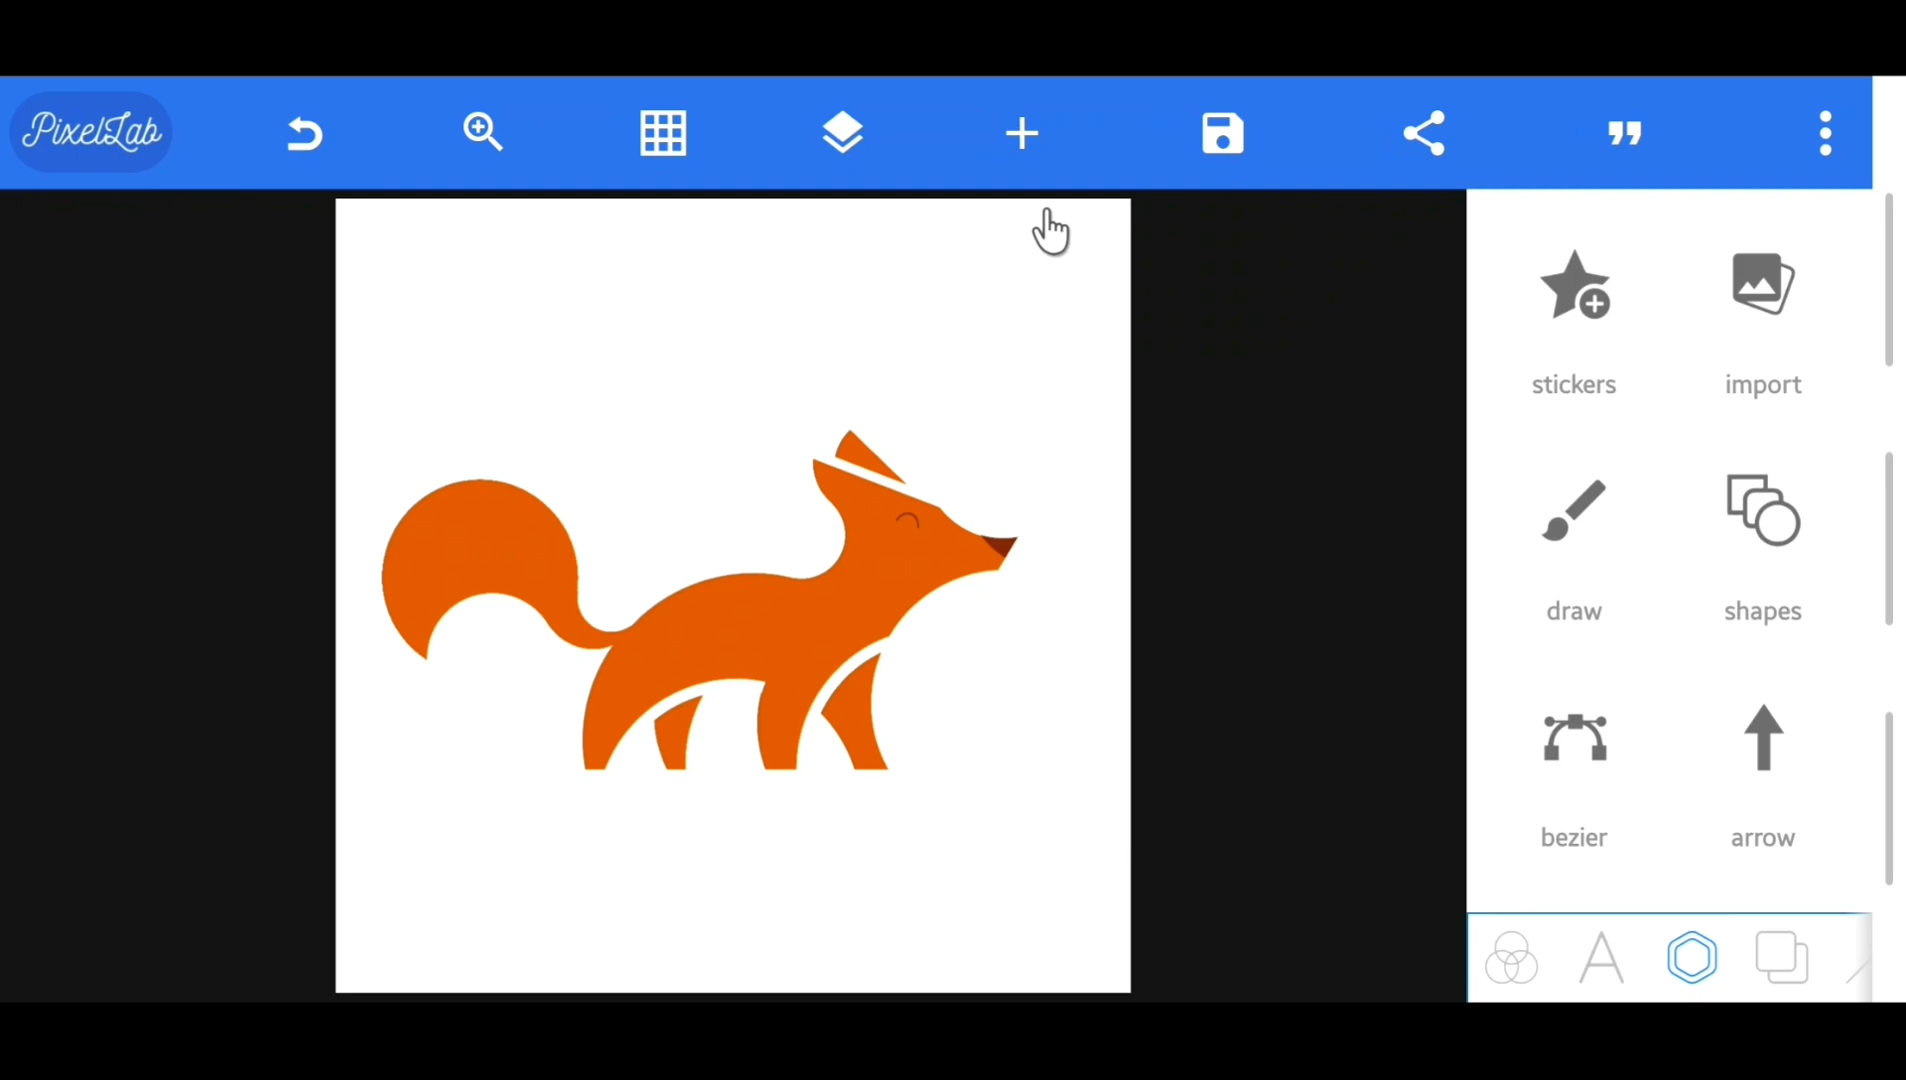 PixelLab
stickers
import
draw
shapes
bezier
arrow